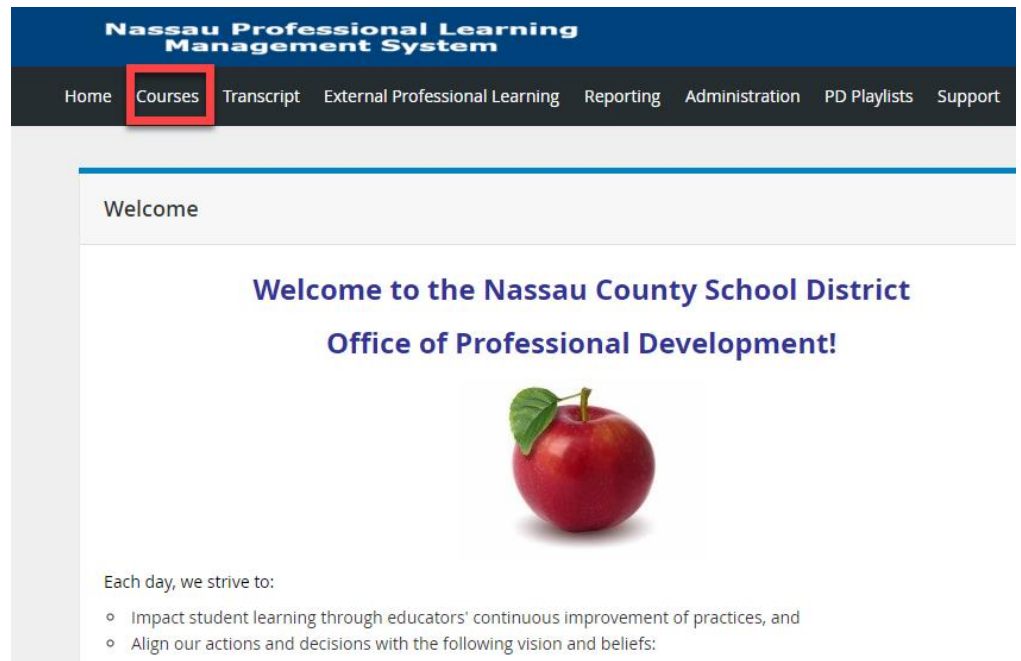 Nassau Professional Learning
Management System
Home Courses Transcript External Professional Learning Reporting Administration PD Playlists Support
Welcome
Welcome to the Nassau County School District
Office of Professional Development!
Each day, we strive to:
◦ Impact student learning through educators' continuous improvement of practices, and
◦ Align our actions and decisions with the following vision and beliefs: